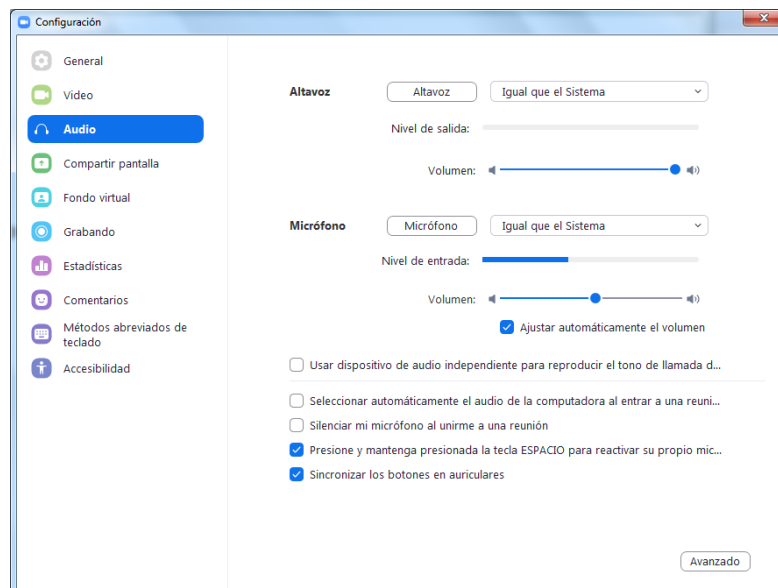 Configuración
General
Video
Audio
Compartir pantalla
Fondo virtual
Grabando
Estadísticas
Comentarios
Métodos abreviados de
teclado
Accesibilidad
Altavoz Altavoz Igual que el Sistema
Nivel de salida:
Volumen:
Micrófono Micrófono Igual que el Sistema
Nivel de entrada:
Volumen:
Ajustar automáticamente el volumen
Usar dispositivo de audio independiente para reproducir el tono de llamada d...
Seleccionar automáticamente el audio de la computadora al entrar a una reuni...
Silenciar mi micrófono al unirme a una reunión
Presione y mantenga presionada la tecla ESPACIO para reactivar su propio mic...
Sincronizar los botones en auriculares
Avanzado